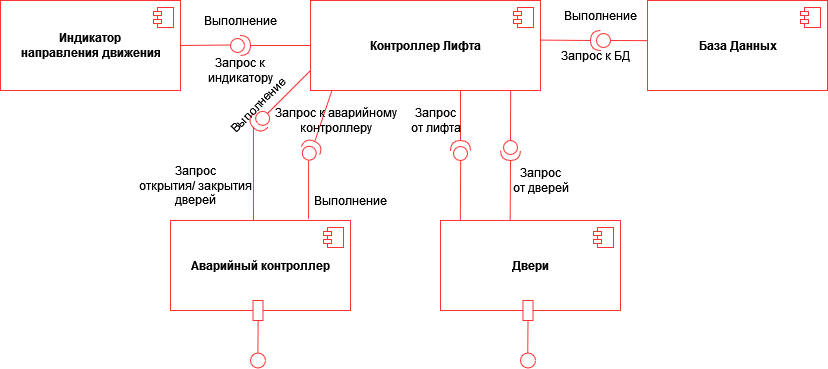 Индикатор
направления движения
Выполнение
Запрос к
индикатору
Контроллер Лифта
Выполнение
Запрос к БД
База Данных
Выполнение
Запрос к аварийному
контроллеру
Запрос
от лифта
Запрос
открытия/ закрытия
дверей
Выполнение
Запрос
от дверей
Аварийный контроллер
Двери